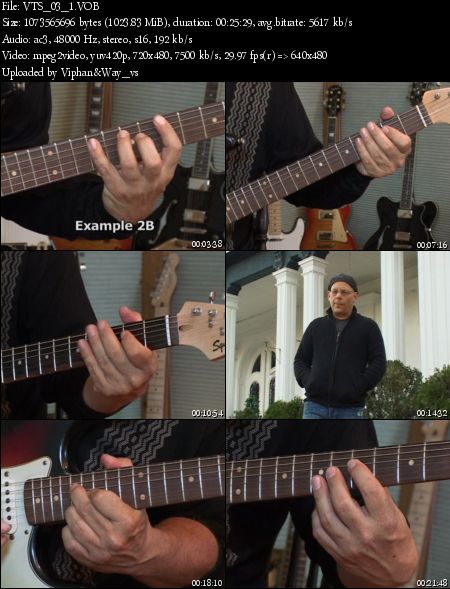 File: VTS_03_1.VOB
Size: 1073565696 bytes (1023.83 MiB), duration: 00:25:29, avg.bitrate: 5617 kb/s
Audio: ac3, 48000 Hz, stereo, s16, 192 kb/s
Video: mpeg2video, yuv420p, 720x480, 7500 kb/s, 29.97 fps(r) => 640x480
Uploaded by Viphan&Way_vs
Example 2B
00:03:38
00:07:16
Sq
00:10:54
00:14:32
00:18:10
00:21:48